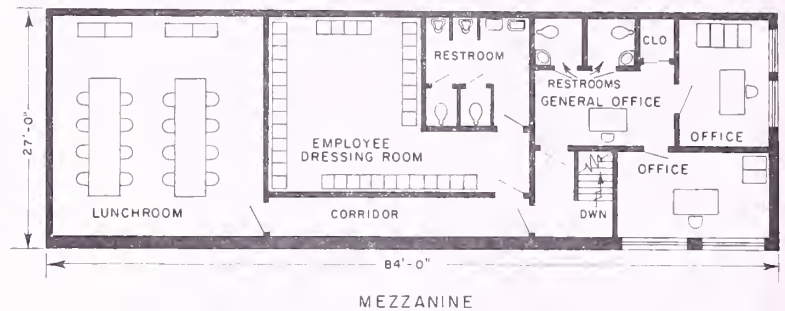 CLO
RESTROOM
RESTROOMS
GENERAL OFFICE
OFFICE
27'-0"
EMPLOYEE
DRESSING ROOM
OFFICE
LUNCHROOM
CORRIDOR
DWN
84'-0"
MEZZANINE